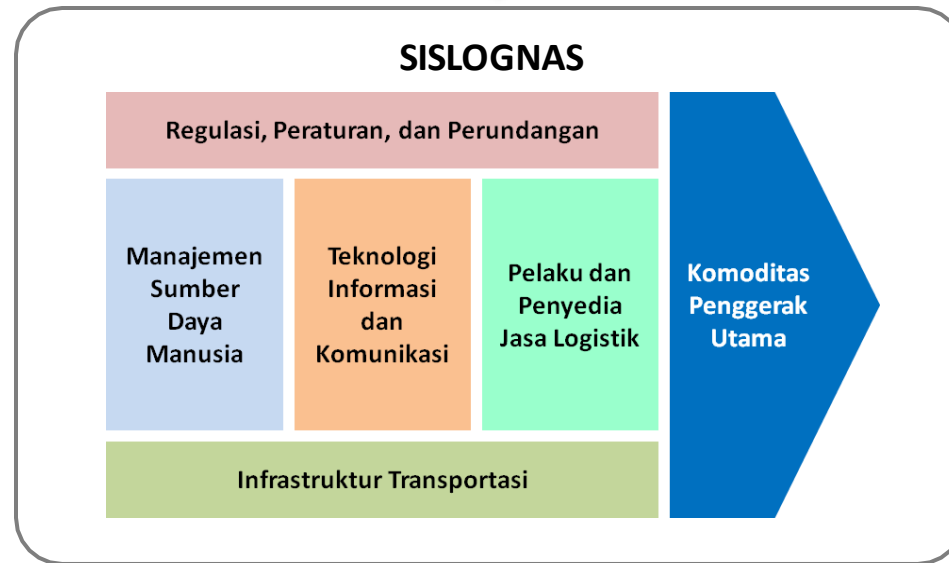 SISLOGNAS
Regulasi, Peraturan, dan Perundangan
Manajemen
Sumber
Daya
Manusia
Teknologi
Informasi
dan
Komunikasi
Pelaku dan
Penyedia
Jasa Logistik
Komoditas
Penggerak
Utama
Infrastruktur Transportasi